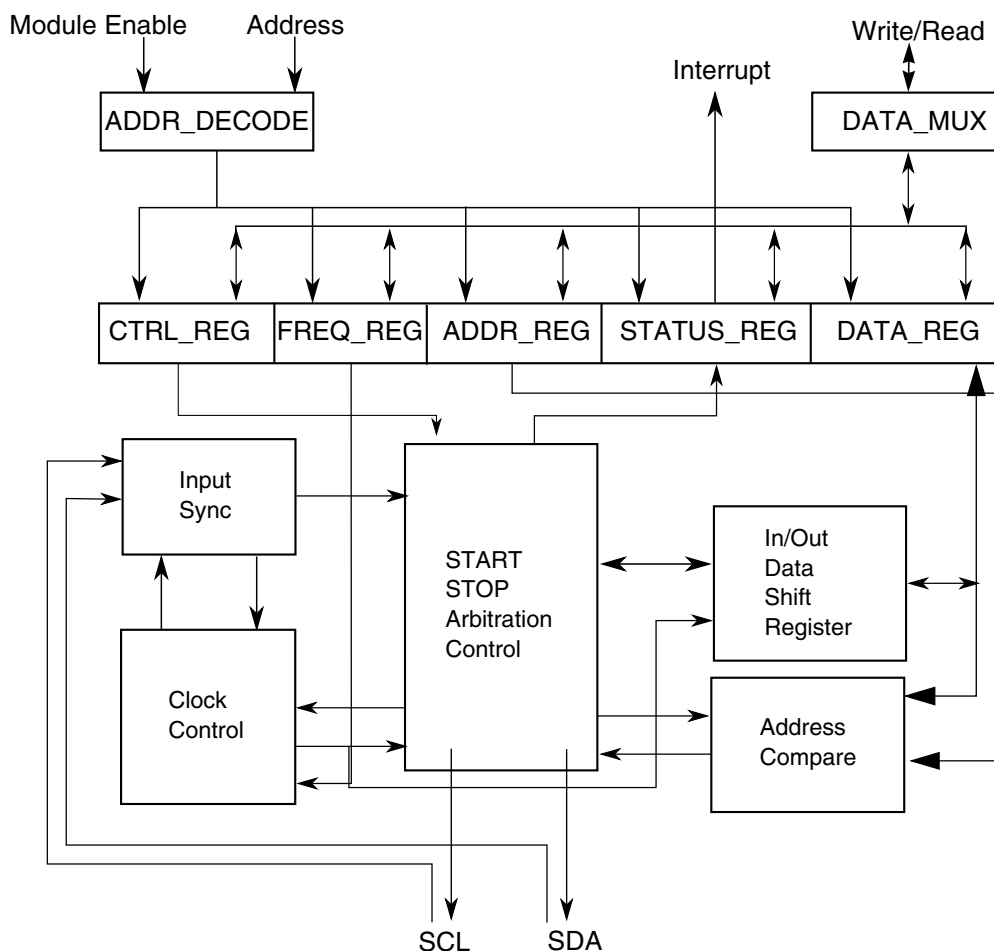 Module Enable
Address
Write/Read
Interrupt
ADDR_DECODE
DATA_MUX
CTRL_REG
FREQ_REG
ADDR_REG
STATUS_REG
DATA_REG
Input
Sync
START
STOP
Arbitration
Control
In/Out
Data
Shift
Register
Clock
Control
Address
Compare
SCL
SDA